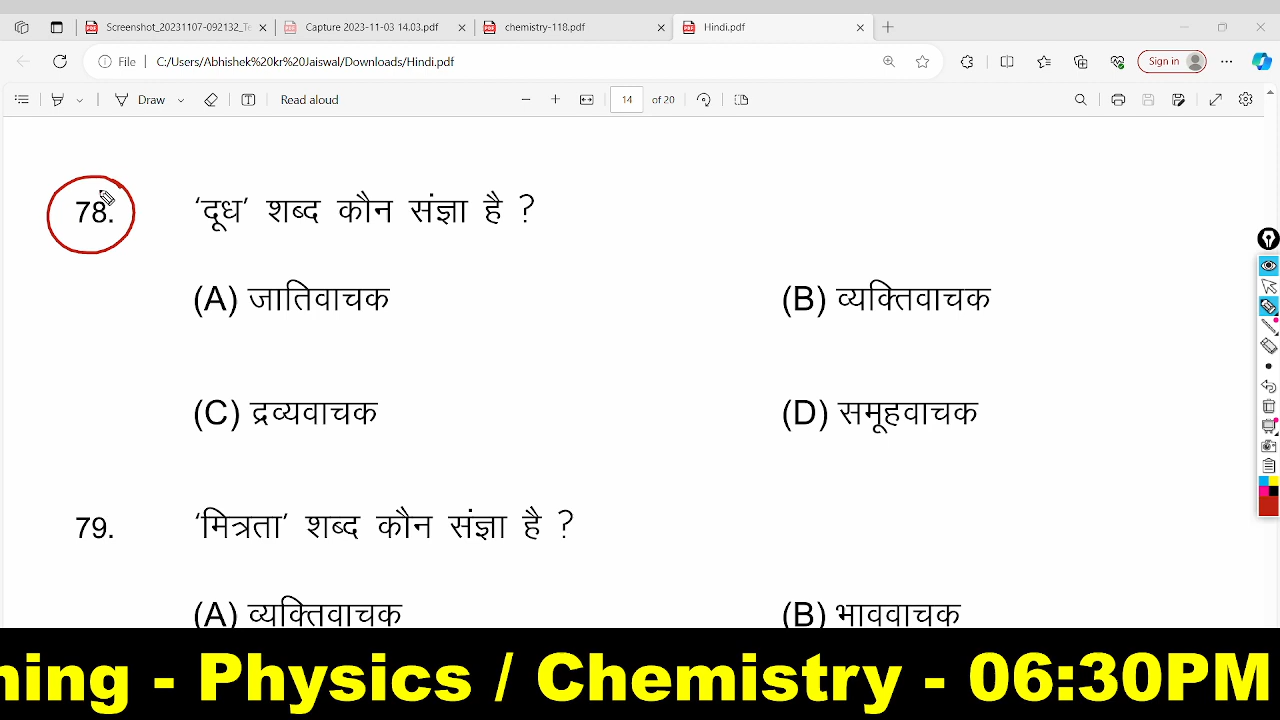 Screenshot_20231107-092132_Te
Capture 2023-11-03 14.03.pdf
chemistry-118.pdf
Hindi.pdf
File C:/Users/Abhishek%20kr%20Jaiswal/Downloads/Hindi.pdf
Sign in
Draw
Read aloud
14 of 20
78. ‘दूध’ शब्द कौन संज्ञा है ?
(A) जातिवाचक (B) व्यक्तिवाचक
(C) द्रव्यवाचक (D) समूहवाचक
79. ‘मित्रता’ शब्द कौन संज्ञा है ?
(A) व्यक्तिवाचक (B) भाववाचक
ning - Physics / Chemistry - 06:30PM